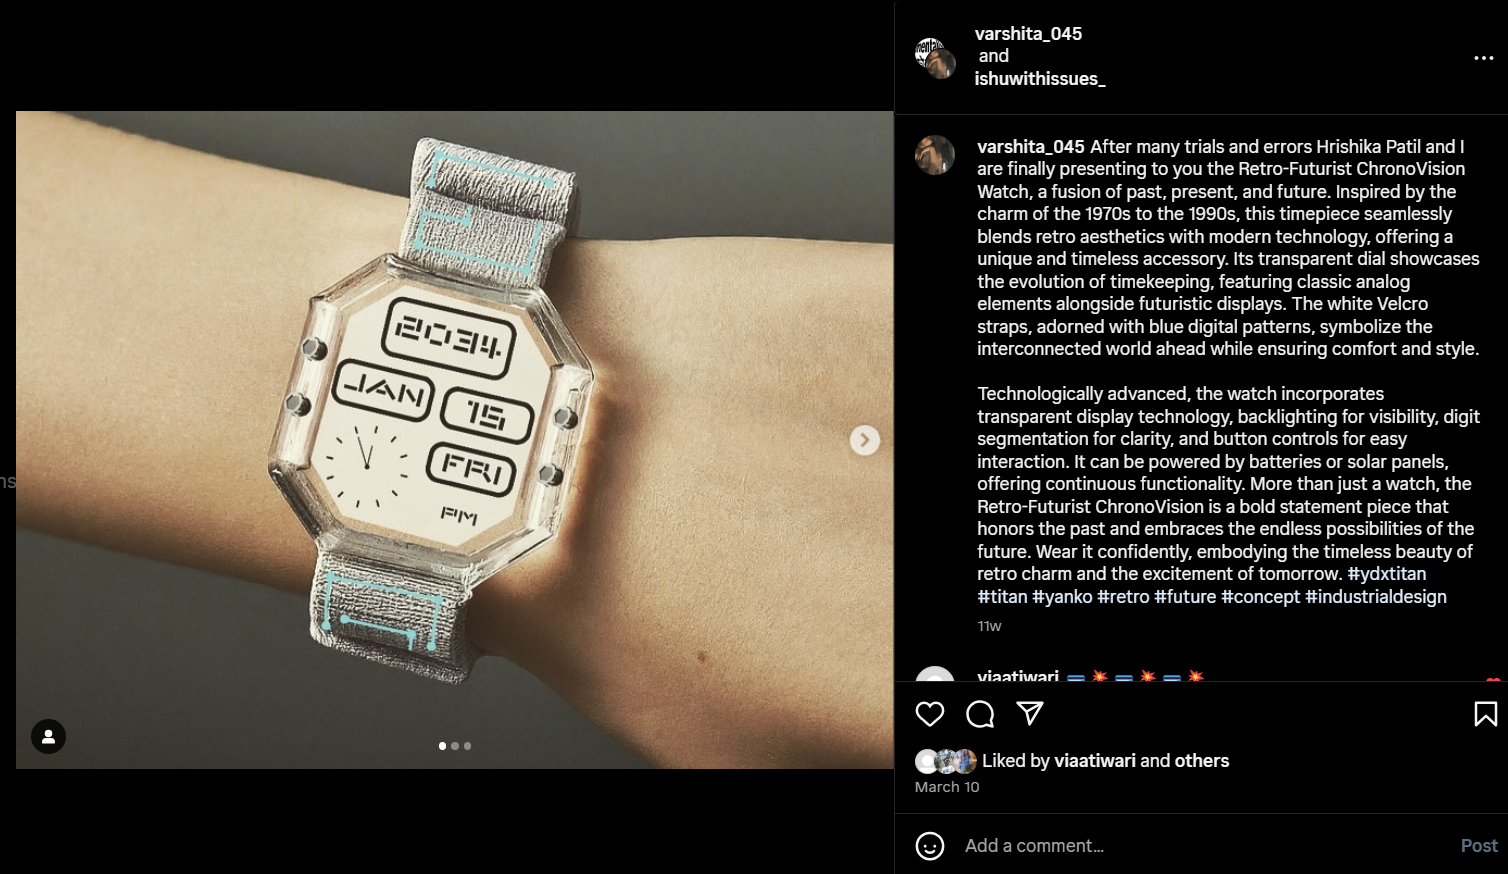 varshita_045
and
ishuwithissues_
varshita_045 After many trials and errors Hrishika Patil and I
are finally presenting to you the Retro-Futurist ChronoVision
Watch, a fusion of past, present, and future. Inspired by the
charm of the 1970s to the 1990s, this timepiece seamlessly
blends retro aesthetics with modern technology, offering a
unique and timeless accessory. Its transparent dial showcases
the evolution of timekeeping, featuring classic analog
elements alongside futuristic displays. The white Velcro
straps, adorned with blue digital patterns, symbolize the
interconnected world ahead while ensuring comfort and style.
Technologically advanced, the watch incorporates
transparent display technology, backlighting for visibility, digit
segmentation for clarity, and button controls for easy
interaction. It can be powered by batteries or solar panels,
offering continuous functionality. More than just a watch, the
Retro-Futurist ChronoVision is a bold statement piece that
honors the past and embraces the endless possibilities of the
future. Wear it confidently, embodying the timeless beauty of
retro charm and the excitement of tomorrow. #ydxtitan
#titan #yanko #retro #future #concept #industrialdesign
11w
viaatiwari
Liked by viaatiwari and others
March 10
Add a comment...
Post
2034
JAN
15
FRI
PM